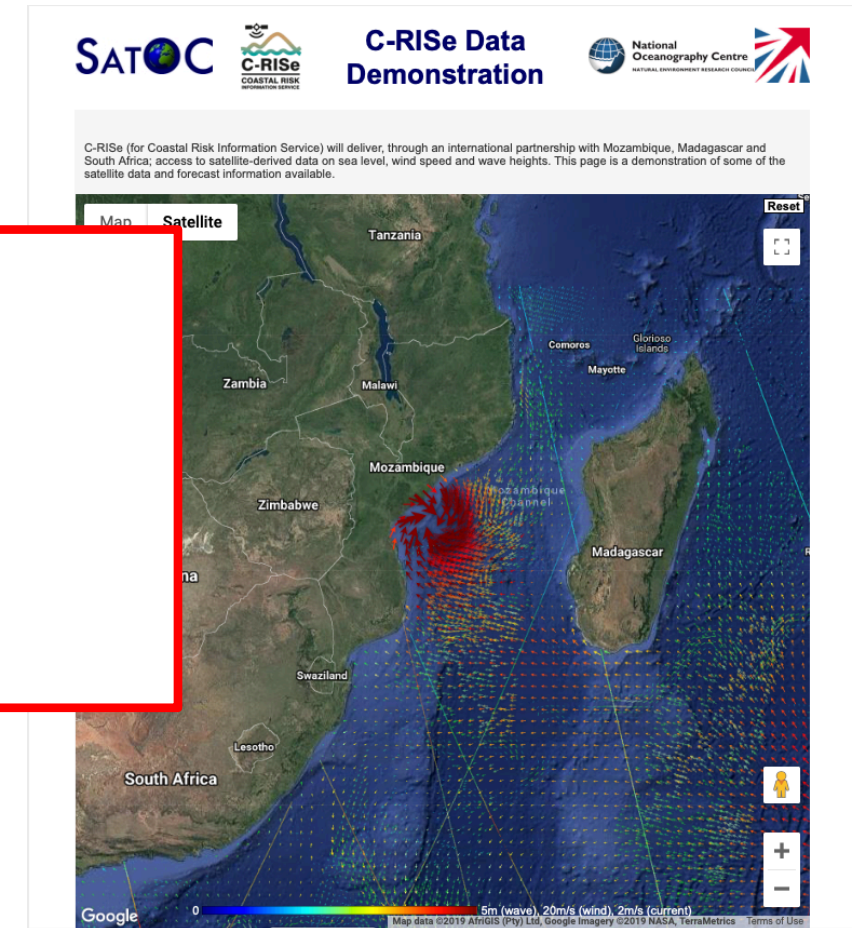 SATOC
C-RISe
COASTAL RISK
INFORMATION SERVICE
C-RISe Data
Demonstration
National
Oceanography Centre
NATURAL ENVIRONMENT RESEARCH COUNCIL
C-RISe (for Coastal Risk Information Service) will deliver, through an international partnership with Mozambique, Madagascar and
South Africa; access to satellite-derived data on sea level, wind speed and wave heights. This page is a demonstration of some of the
satellite data and forecast information available.
Map Satellite
Reset
Tanzania
Comoros
Glorioso
Islands
Mayotte
Zambia
Malawi
Mozambique
Mozambique
Channel
Zimbabwe
Madagascar
na
Swaziland
Lesotho
South Africa
Google
0
5m (wave), 20m/s (wind), 2m/s (current)
Map data ©2019 AfriGIS (Pty) Ltd, Google Imagery ©2019 NASA, TerraMetrics
Terms of Use